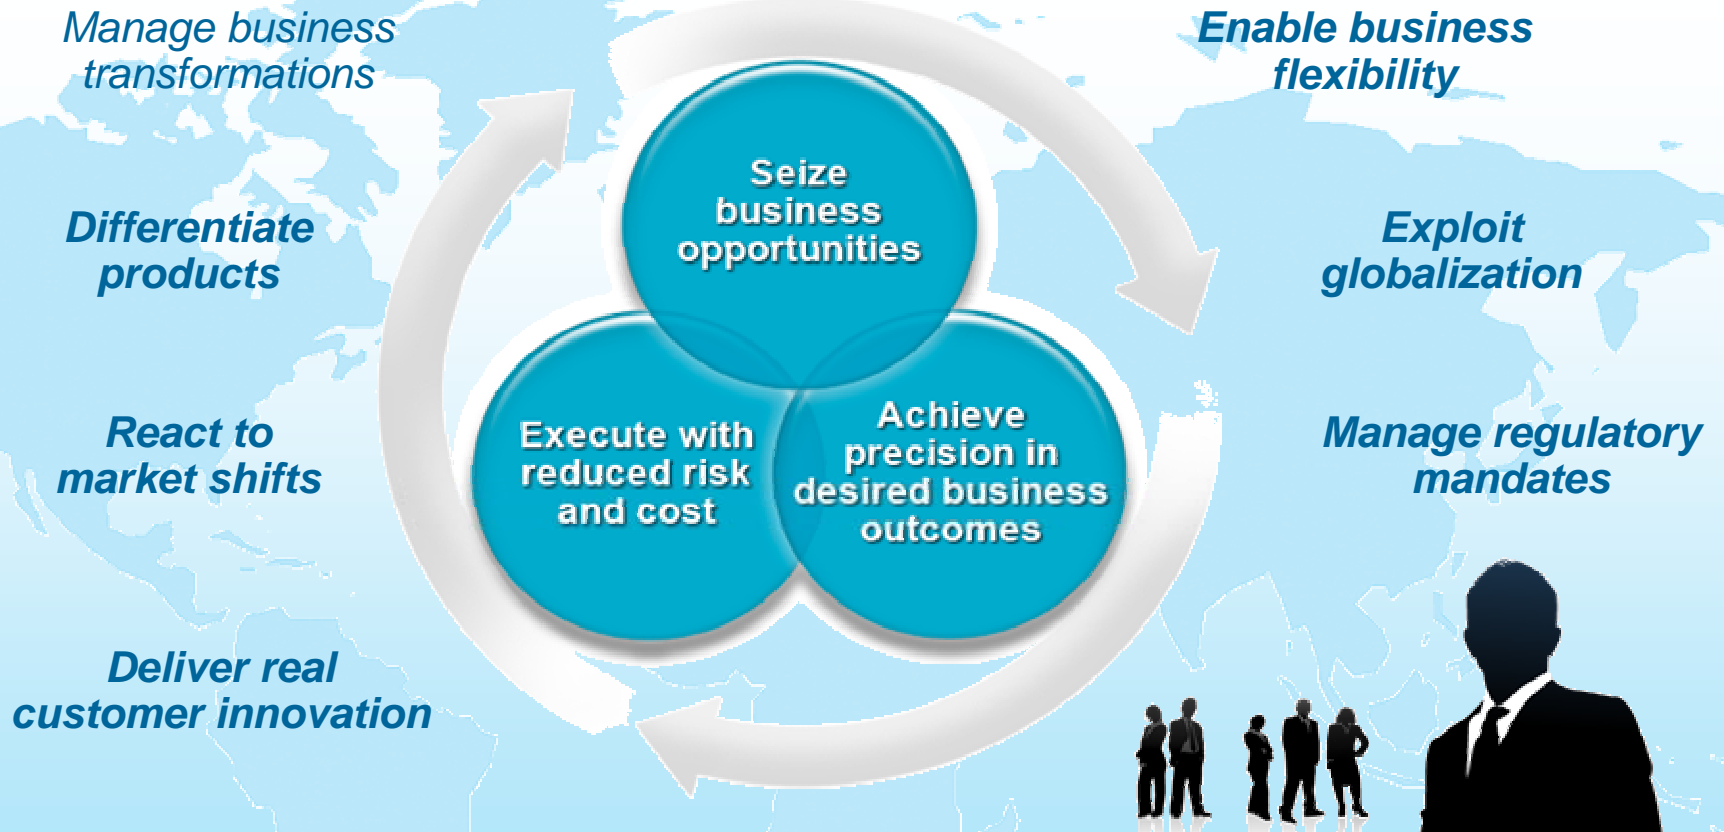 Manage business
transformations
Differentiate
products
React to
market shifts
Deliver real
customer innovation
Seize
business
opportunities
Execute with
reduced risk
and cost
Achieve
precision in
desired business
outcomes
Enable business
flexibility
Exploit
globalization
Manage regulatory
mandates